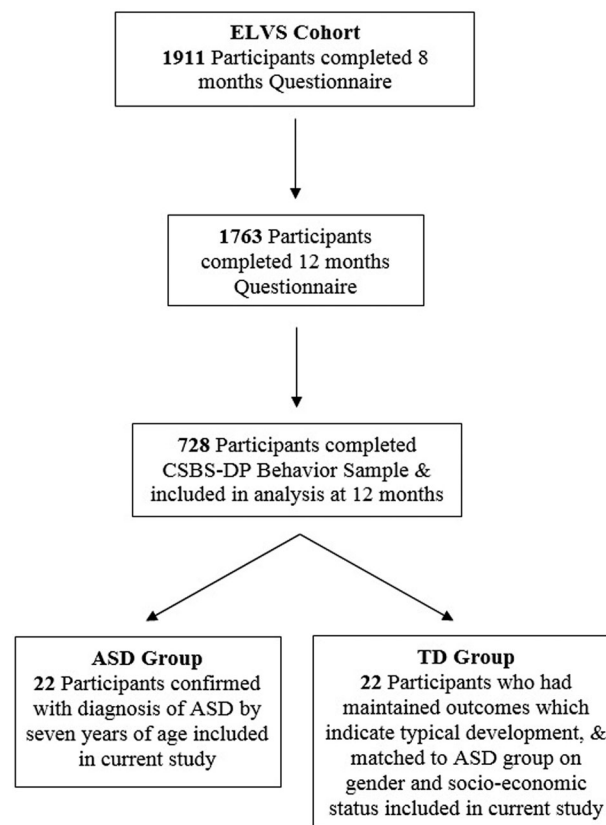 ELVS Cohort
1911 Participants completed 8
months Questionnaire
1763 Participants
completed 12 months
Questionnaire
728 Participants completed
CSBS-DP Behavior Sample &
included in analysis at 12 months
ASD Group
22 Participants confirmed
with diagnosis of ASD by
seven years of age included
in current study
TD Group
22 Participants who had
maintained outcomes which
indicate typical development, &
matched to ASD group on
gender and socio-economic
status included in current study